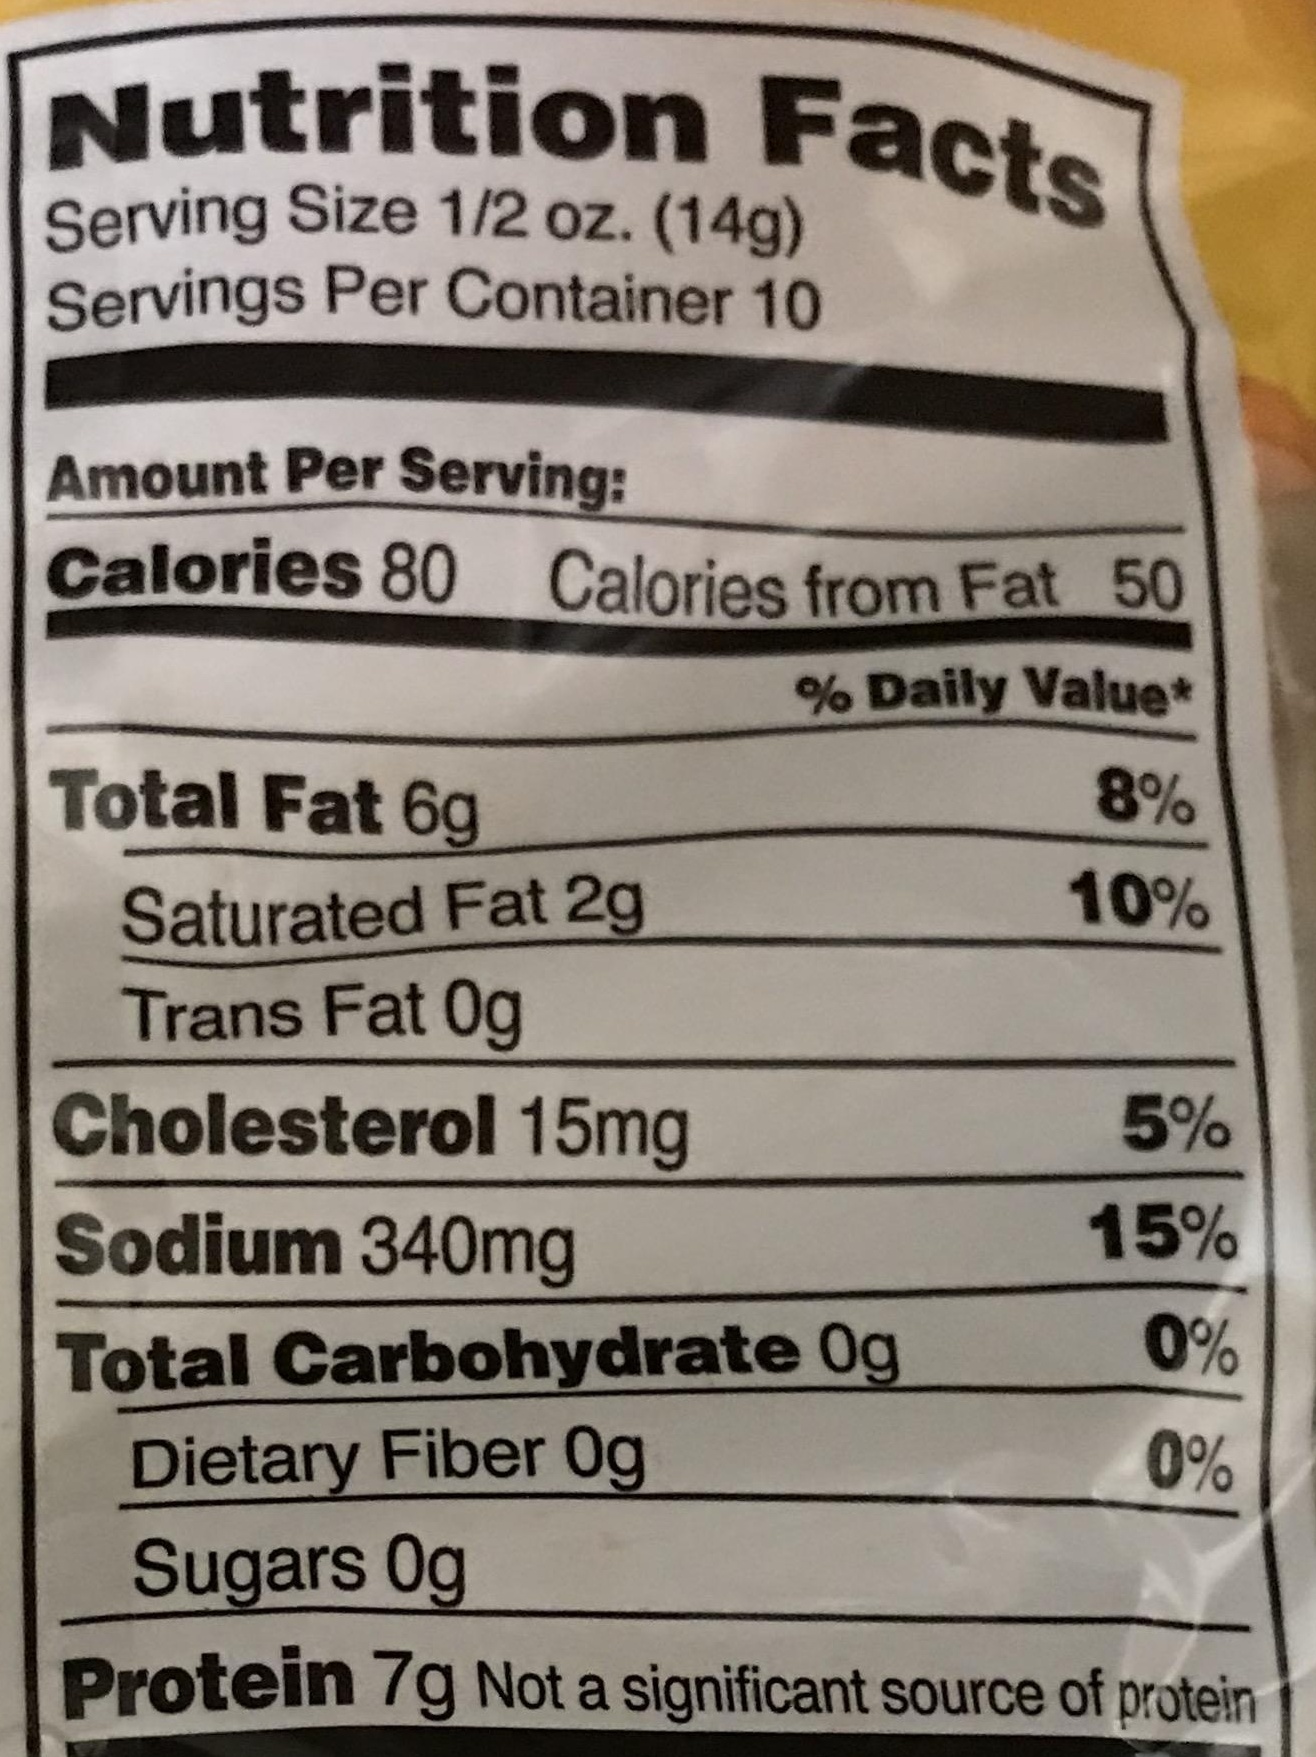 Nutrition Facts
Serving Size 1/2 oz. (14g)
Servings Per Container 10
Amount Per Serving:
Calories 80 Calories from Fat 50
% Daily Value*
Total Fat 6g 8%
Saturated Fat 2g 10%
Trans Fat 0g
Cholesterol 15mg 5%
Sodium 340mg 15%
Total Carbohydrate 0g 0%
Dietary Fiber 0g 0%
Sugars 0g
Protein 7g Not a significant source of protein